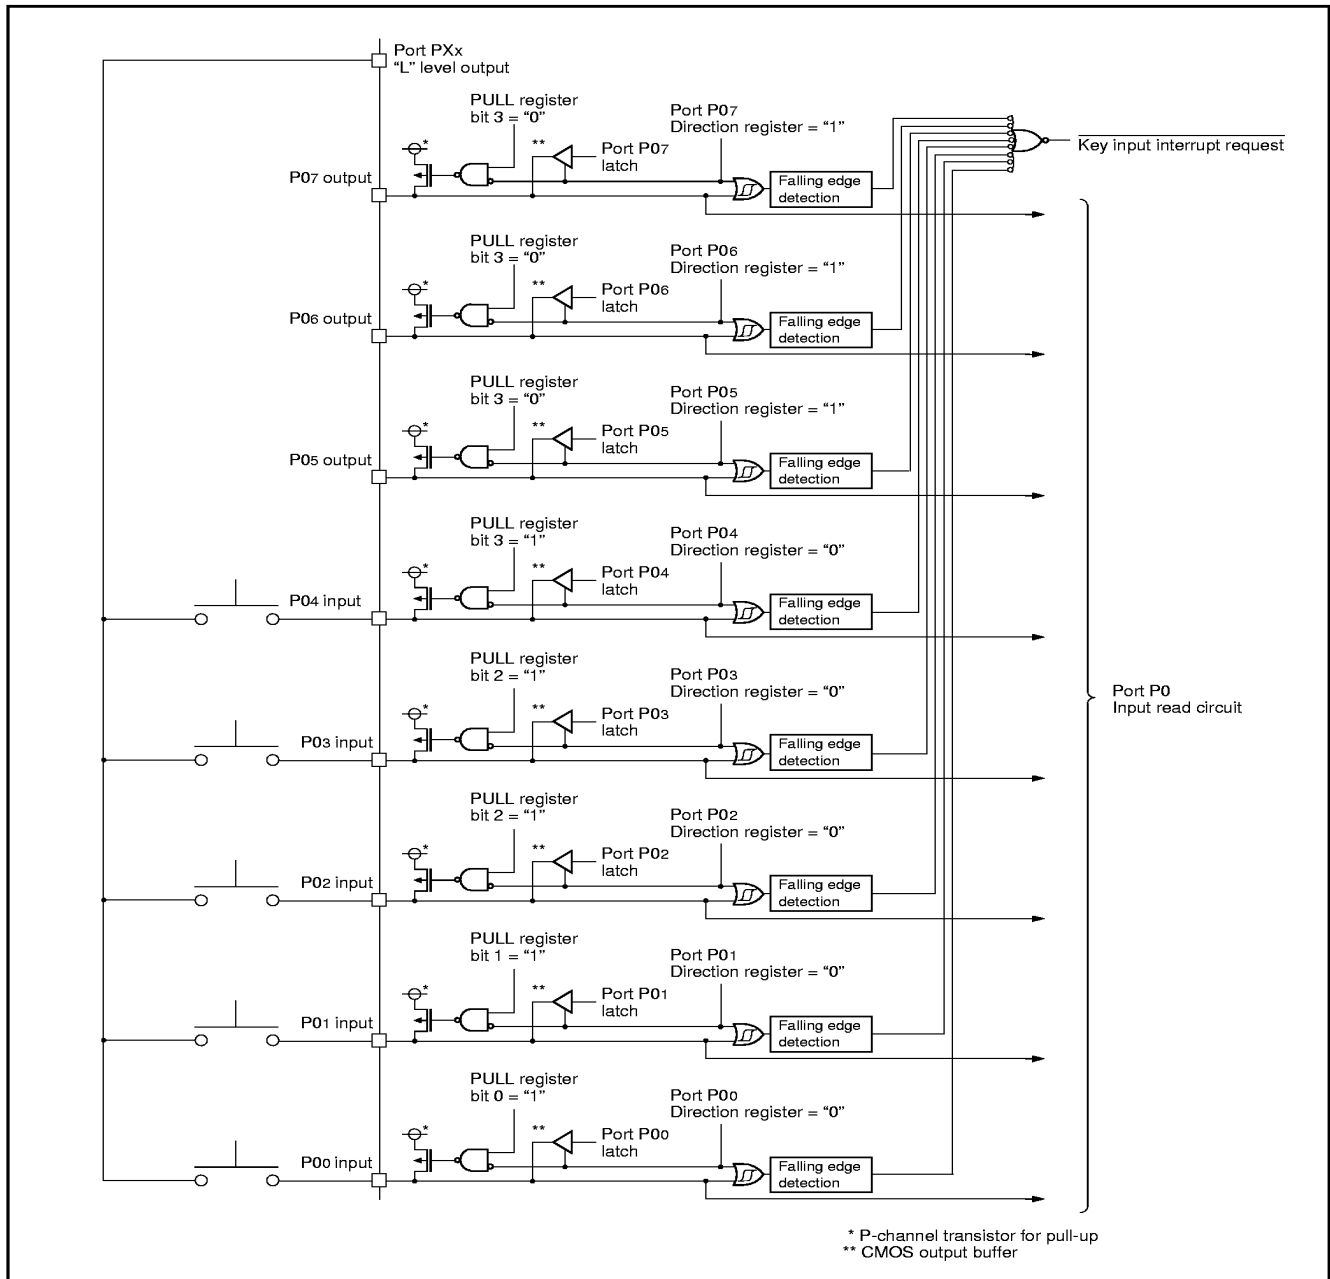 Port PXx
“L” level output
PULL register
bit 3 = “0”
Port P07
Direction register = “1”
*
**
Port P07
latch
P07 output
Falling edge
detection
Key input interrupt request
PULL register
bit 3 = “0”
Port P06
Direction register = “1”
*
**
Port P06
latch
P06 output
Falling edge
detection
PULL register
bit 3 = “0”
Port P05
Direction register = “1”
*
**
Port P05
latch
P05 output
Falling edge
detection
PULL register
bit 3 = “1”
Port P04
Direction register = “0”
*
**
Port P04
latch
P04 input
Falling edge
detection
PULL register
bit 2 = “1”
Port P03
Direction register = “0”
*
**
Port P03
latch
P03 input
Falling edge
detection
Port P0
Input read circuit
PULL register
bit 2 = “1”
Port P02
Direction register = “0”
*
**
Port P02
latch
P02 input
Falling edge
detection
PULL register
bit 1 = “1”
Port P01
Direction register = “0”
*
**
Port P01
latch
P01 input
Falling edge
detection
PULL register
bit 0 = “1”
Port P00
Direction register = “0”
*
**
Port P00
latch
P00 input
Falling edge
detection
* P-channel transistor for pull-up
** CMOS output buffer